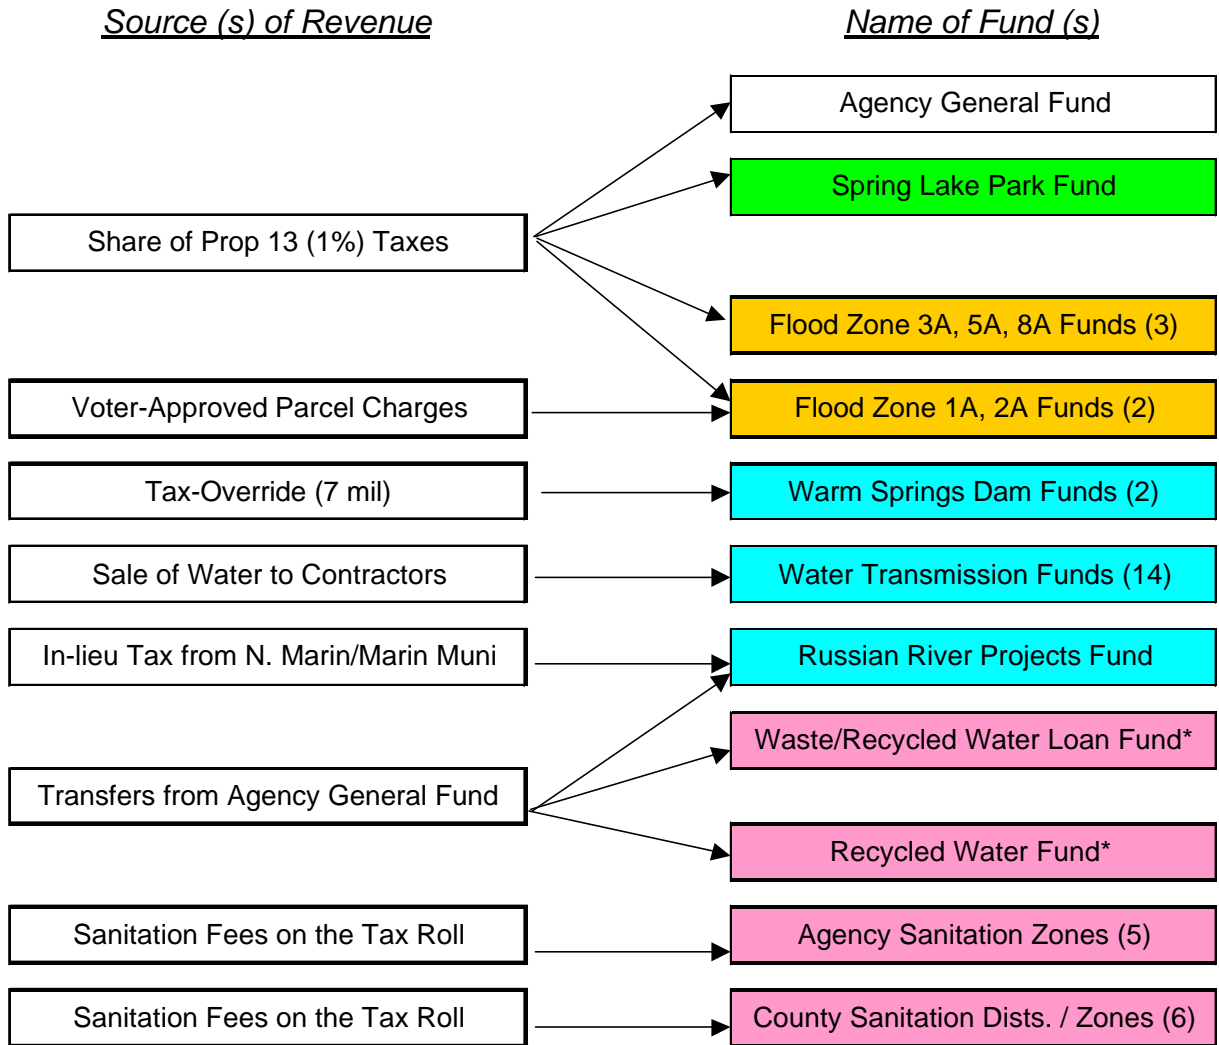 Source (s) of Revenue
Name of Fund (s)
Agency General Fund
Spring Lake Park Fund
Share of Prop 13 (1%) Taxes
Flood Zone 3A, 5A, 8A Funds (3)
Voter-Approved Parcel Charges
Flood Zone 1A, 2A Funds (2)
Tax-Override (7 mil)
Warm Springs Dam Funds (2)
Sale of Water to Contractors
Water Transmission Funds (14)
In-lieu Tax from N. Marin/Marin Muni
Russian River Projects Fund
Waste/Recycled Water Loan Fund*
Transfers from Agency General Fund
Recycled Water Fund*
Sanitation Fees on the Tax Roll
Agency Sanitation Zones (5)
Sanitation Fees on the Tax Roll
County Sanitation Dists. / Zones (6)